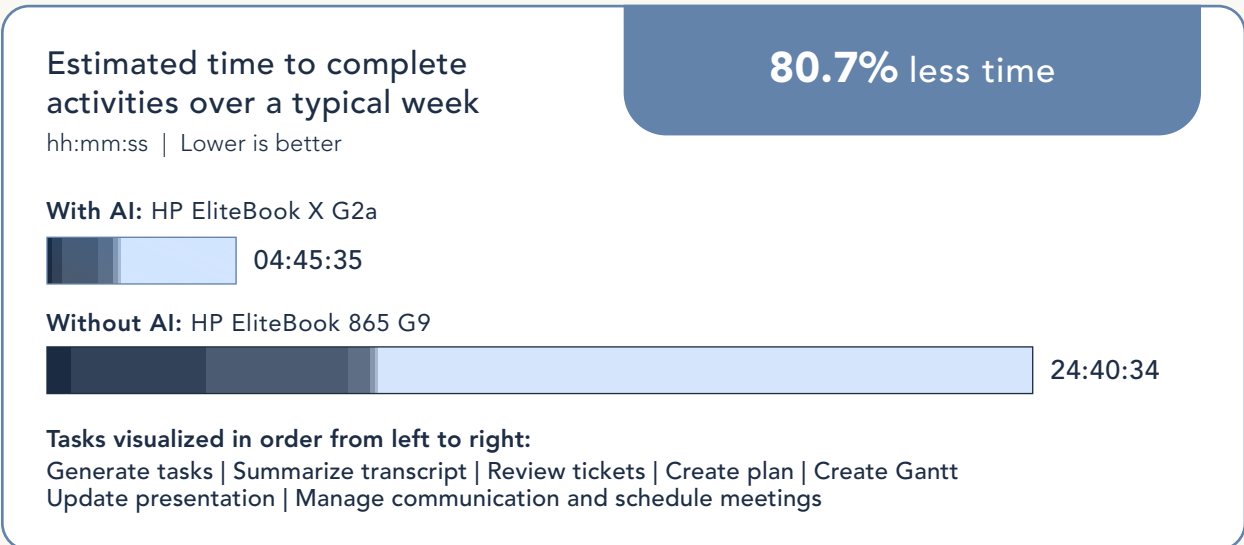 80.7% less time
Estimated time to complete
activities over a typical week
hh:mm:ss | Lower is better
With AI: HP EliteBook X G2a
04:45:35
Without AI: HP EliteBook 865 G9
24:40:34
Tasks visualized in order from left to right:
Generate tasks | Summarize transcript | Review tickets | Create plan | Create Gantt
Update presentation | Manage communication and schedule meetings